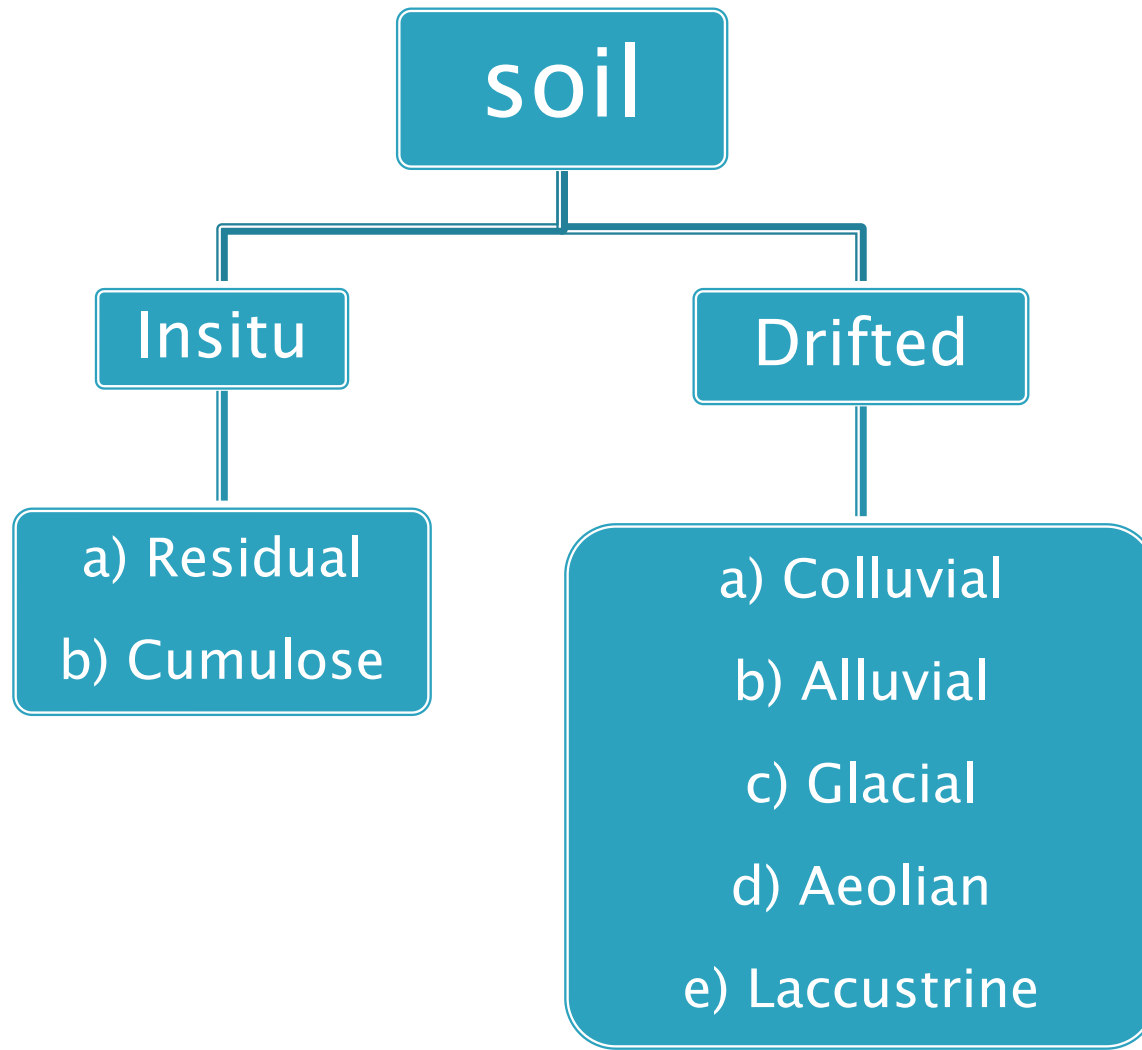 soil
Insitu
Drifted
a) Residual
b) Cumulose
a) Colluvial
b) Alluvial
c) Glacial
d) Aeolian
e) Laccustrine